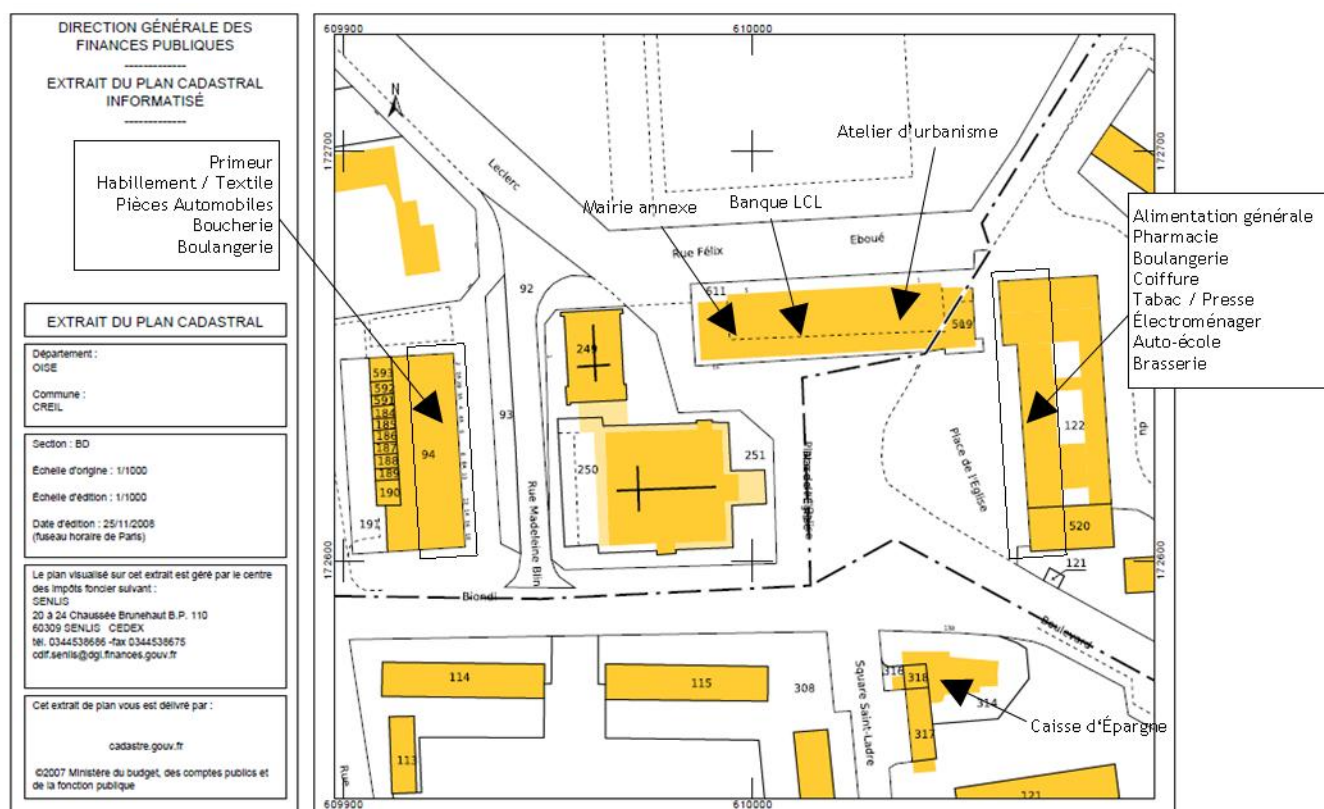 DIRECTION GÉNÉRALE DES
FINANCES PUBLIQUES
-------------
EXTRAIT DU PLAN CADASTRAL
INFORMATISÉ
-------------
Primeur
Habillement / Textile
Pièces Automobiles
Boucherie
Boulangerie
EXTRAIT DU PLAN CADASTRAL
Département :
OISE
Commune :
CREIL
Section : BD
Échelle d'origine : 1/1000
Échelle d'édition : 1/1000
Date d'édition : 25/11/2008
(fuseau horaire de Paris)
Le plan visualisé sur cet extrait est géré par le centre
des impôts foncier suivant :
SENLIS
20 à 24 Chaussée Brunehaut B.P. 110
60309 SENLIS CEDEX
tél. 0344538686 -fax 0344538675
cdif.senlis@dgi.finances.gouv.fr
Cet extrait de plan vous est délivré par :
cadastre.gouv.fr
©2007 Ministère du budget, des comptes publics et
de la fonction publique
609900
610000
N
172700
172700
Leclerc
Atelier d'urbanisme
Mairie annexe
Banque LCL
Rue Félix
Eboué
Alimentation générale
Pharmacie
Boulangerie
Coiffure
Tabac / Presse
Électroménager
Auto-école
Brasserie
92
611
249
593
592
591
184
185
186
187
188
189
190
191
94
93
250
251
122
du
Place de l'Eglise
Rue Madeleine Blin
520
121
172600
172600
Biondi
Boulevard
114
115
308
Square Saint-Ladre
316
318
314
317
Caisse d'Épargne
113
Rue
121
609900
610000